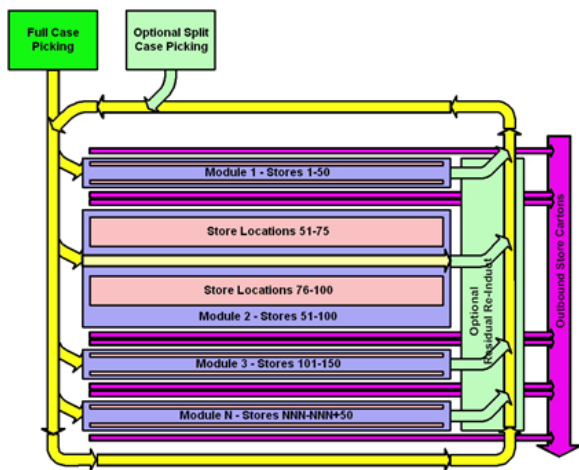 Full Case
Picking
Optional Split
Case Picking
Module 1 - Stores 1-50
Store Locations 51-75
Store Locations 76-100
Module 2 - Stores 51-100
Module 3 - Stores 101-150
Module N - Stores NNN-NNN+50
Optional
Residual Re-Induct
Outbound Store Cartons